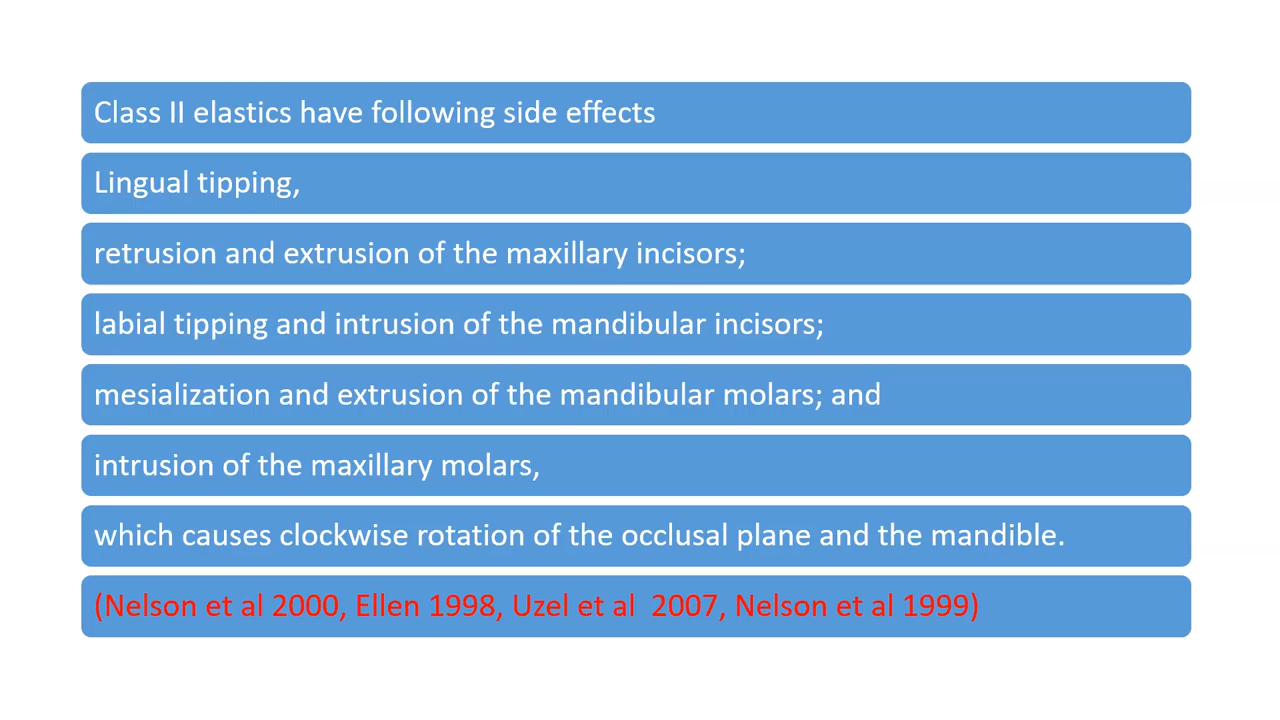 Class II elastics have following side effects
Lingual tipping,
retrusion and extrusion of the maxillary incisors;
labial tipping and intrusion of the mandibular incisors;
mesialization and extrusion of the mandibular molars; and
intrusion of the maxillary molars,
which causes clockwise rotation of the occlusal plane and the mandible.
(Nelson et al 2000, Ellen 1998, Uzel et al  2007, Nelson et al 1999)